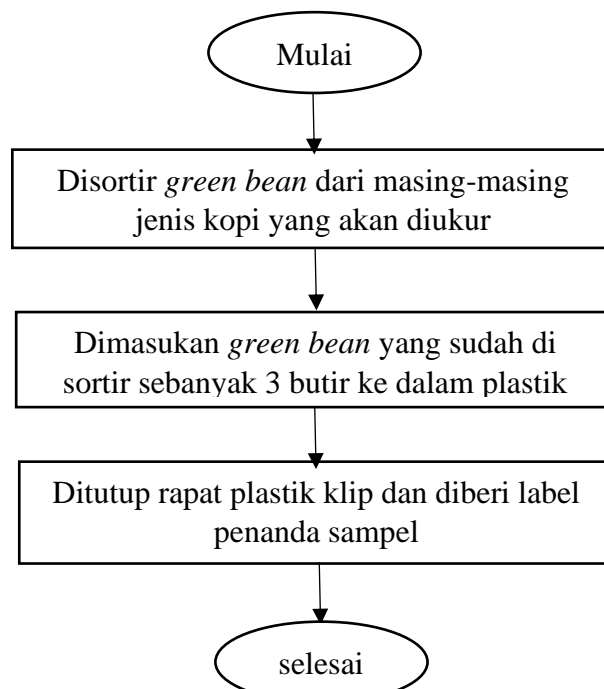 Mulai
Disortir green bean dari masing-masing
jenis kopi yang akan diukur
Dimasukan green bean yang sudah di
sortir sebanyak 3 butir ke dalam plastik
Ditutup rapat plastik klip dan diberi label
penanda sampel
selesai